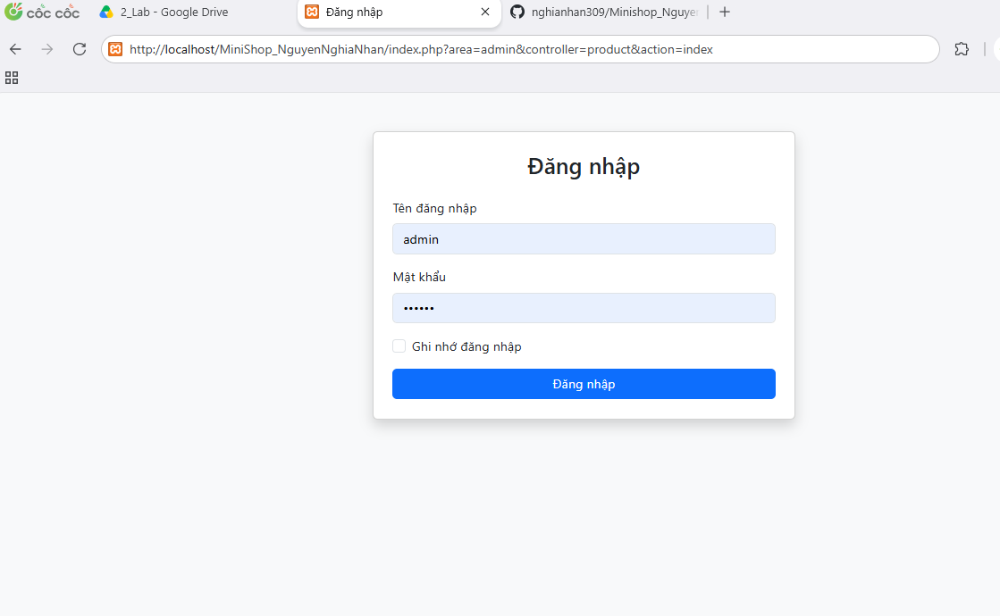 cốc cốc
2_Lab - Google Drive
Đăng nhập
nghianhan309/Minishop_Nguye
http://localhost/MiniShop_NguyenNghiaNhan/index.php?area=admin&controller=product&action=index
Đăng nhập
Tên đăng nhập
admin
Mật khẩu
••••••
Ghi nhớ đăng nhập
Đăng nhập